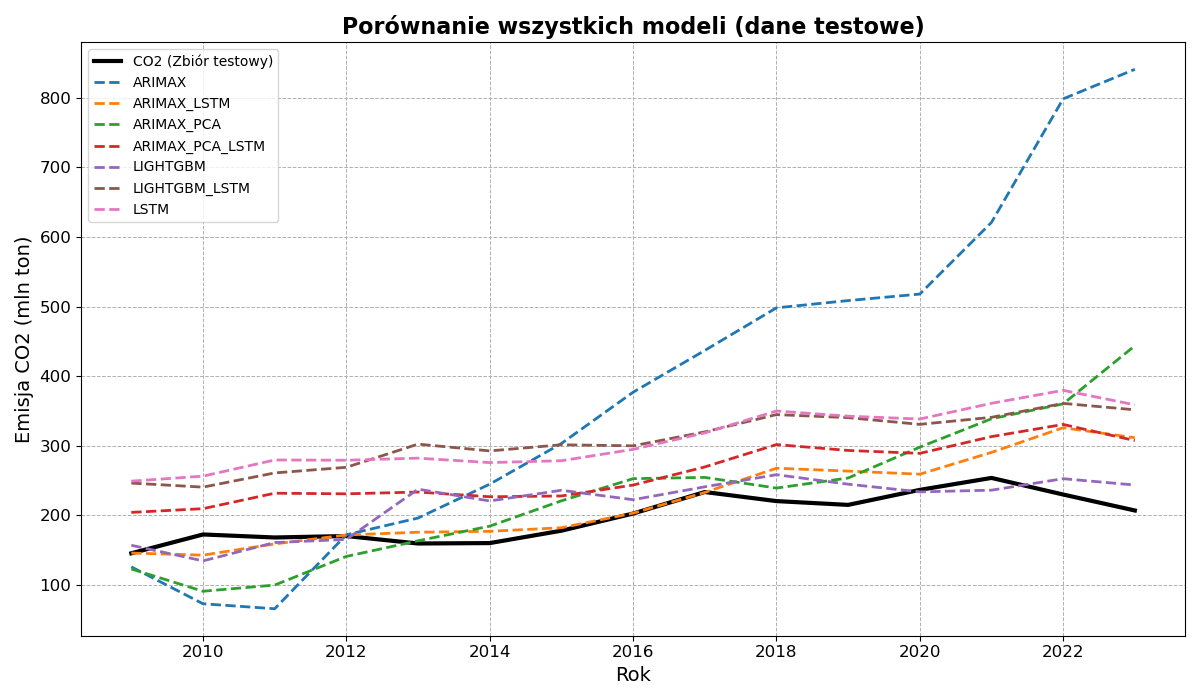 Porównanie wszystkich modeli (dane testowe)
CO2 (Zbiór testowy)
ARIMAX
ARIMAX_LSTM
ARIMAX_PCA
ARIMAX_PCA_LSTM
LIGHTGBM
LIGHTGBM_LSTM
LSTM
Emisja CO2 (mln ton)
800
700
600
500
400
300
200
100
2010 2012 2014 2016 2018 2020 2022
Rok